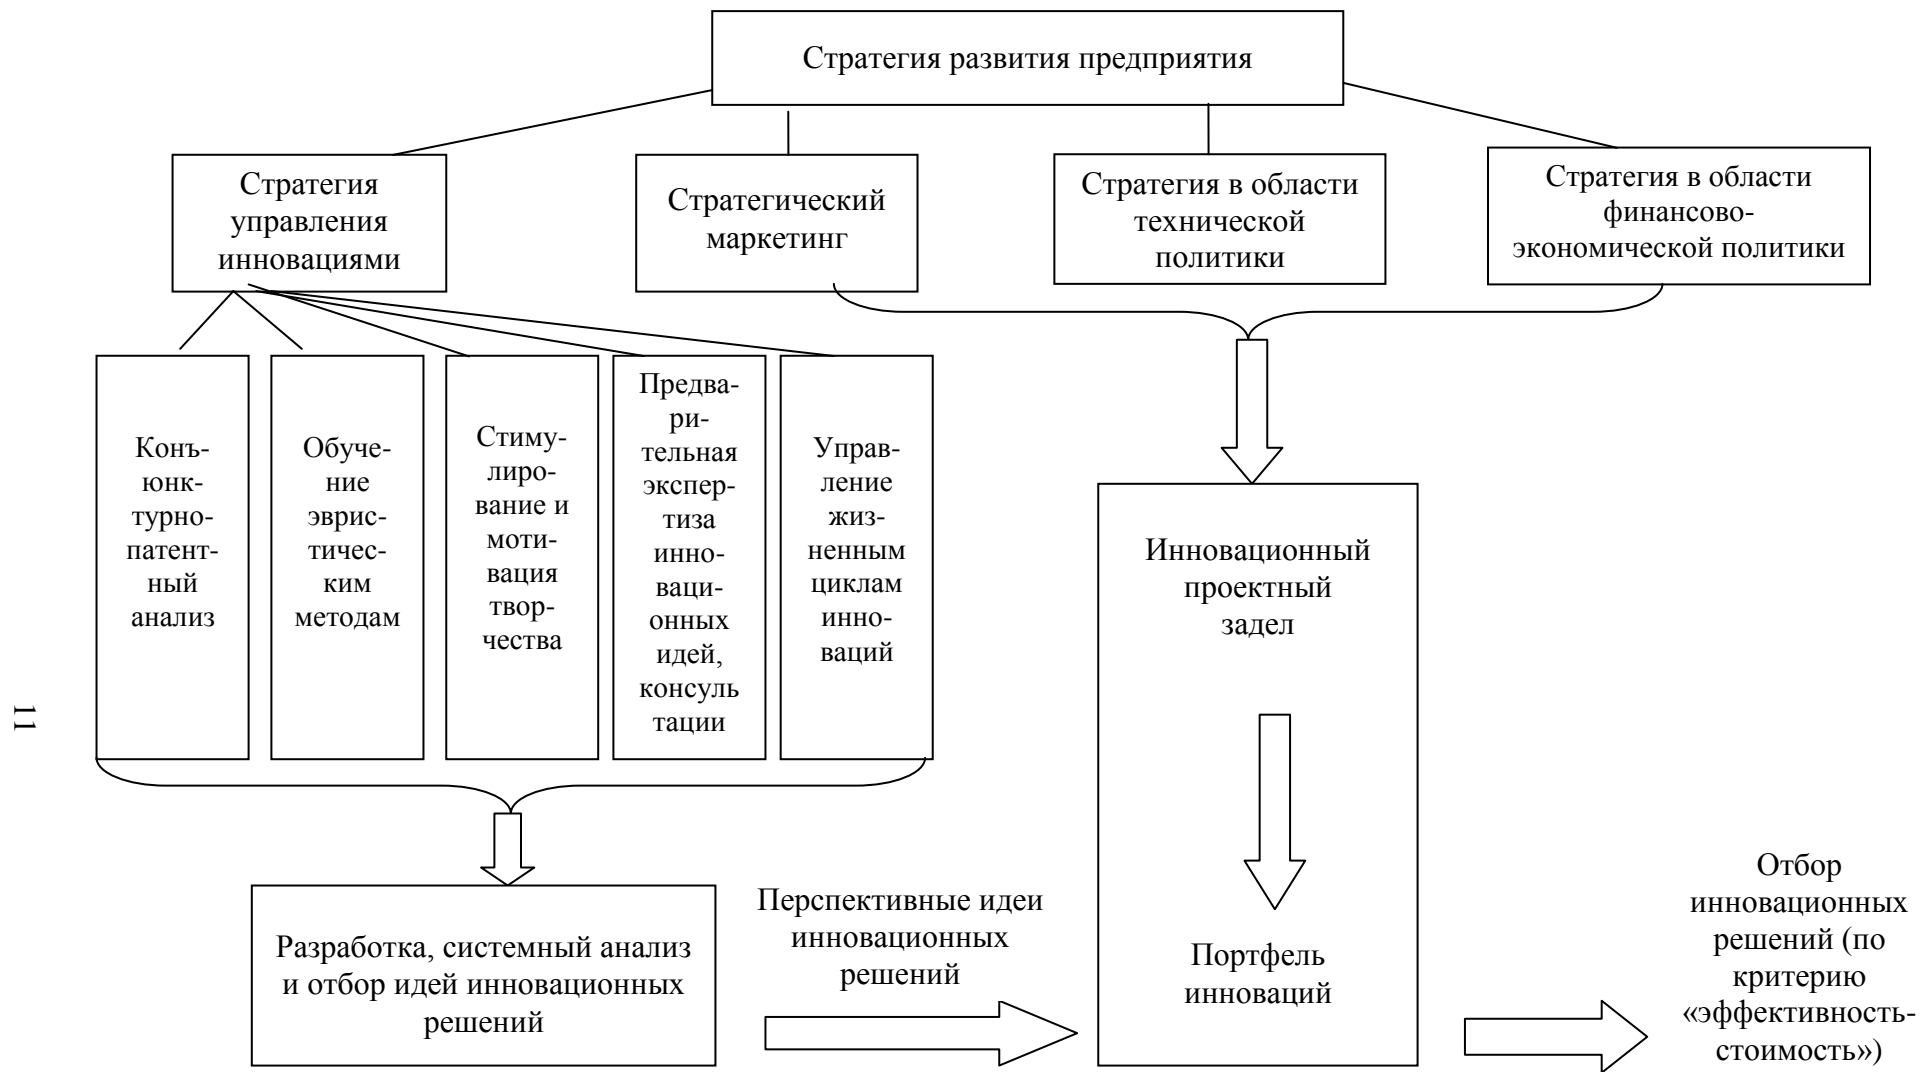 Стратегия развития предприятия
Стратегия
управления
инновациями
Стратегический
маркетинг
Стратегия в области
технической
политики
Стратегия в области
финансово-
экономической политики
Конъ-
юнк-
турно-
патент-
ный
анализ
Обуче-
ние
эврис-
тичес-
ким
методам
Стиму-
лиро-
вание и
моти-
вация
твор-
чества
Предва-
ри-
тельная
экспер-
тиза
инно-
ваци-
онных
идей,
консуль
тации
Управ-
ление
жиз-
ненным
циклам
инно-
ваций
Инновационный
проектный
задел
Портфель
инноваций
11
Разработка, системный анализ
и отбор идей инновационных
решений
Перспективные идеи
инновационных
решений
Отбор
инновационных
решений (по
критерию
«эффективность-
стоимость»)